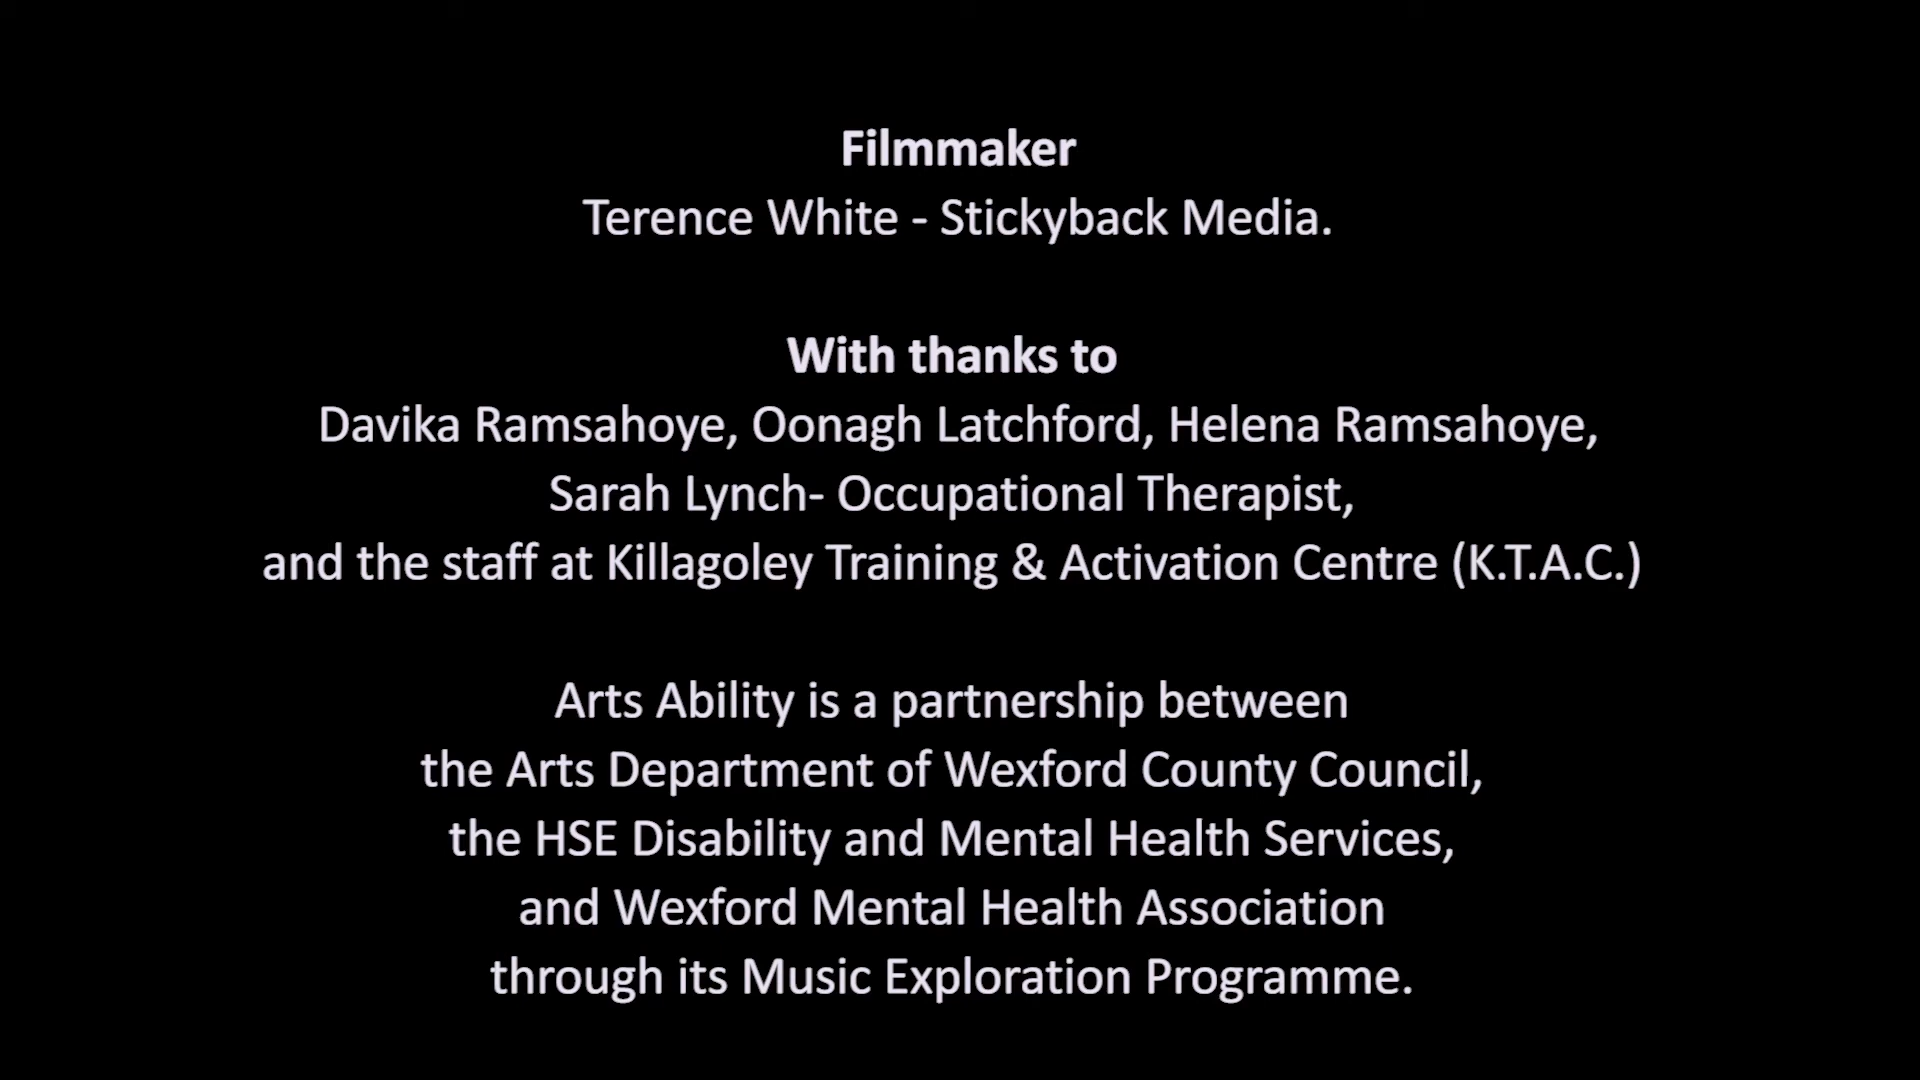 Filmmaker
Terence White - Stickyback Media.
With thanks to
Davika Ramsahoye, Oonagh Latchford, Helena Ramsahoye,
Sarah Lynch- Occupational Therapist,
and the staff at Killagoley Training & Activation Centre (K.T.A.C.)
Arts Ability is a partnership between
the Arts Department of Wexford County Council,
the HSE Disability and Mental Health Services,
and Wexford Mental Health Association
through its Music Exploration Programme.